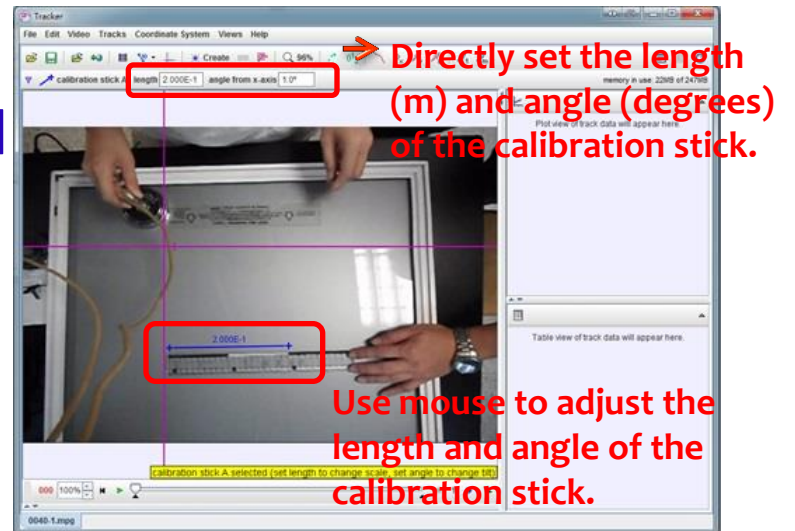 Tracker
File Edit Video Tracks Coordinate System Views Help
Create 96%
calibration stick A length 2.000E-1 angle from x-axis 1.0°
memory in use: 22MB of 247MB
Directly set the length
(m) and angle (degrees)
of the calibration stick.
Plot view of track data will appear here.
2.000E-1
Table view of track data will appear here.
Use mouse to adjust the
length and angle of the
calibration stick.
calibration stick A selected (set length to change scale, set angle to change tilt)
000 100%
0040-1.mpg